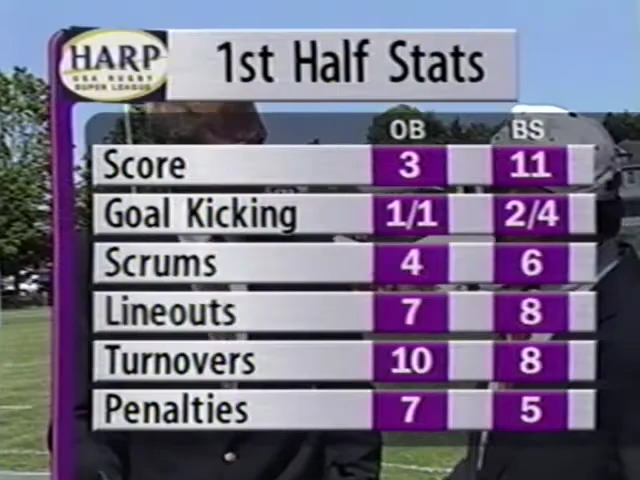 HARP
USA RUGBY
SUPER LEAGUE
1st Half Stats
OB BS
Score 3 11
Goal Kicking 1/1 2/4
Scrums 4 6
Lineouts 7 8
Turnovers 10 8
Penalties 7 5